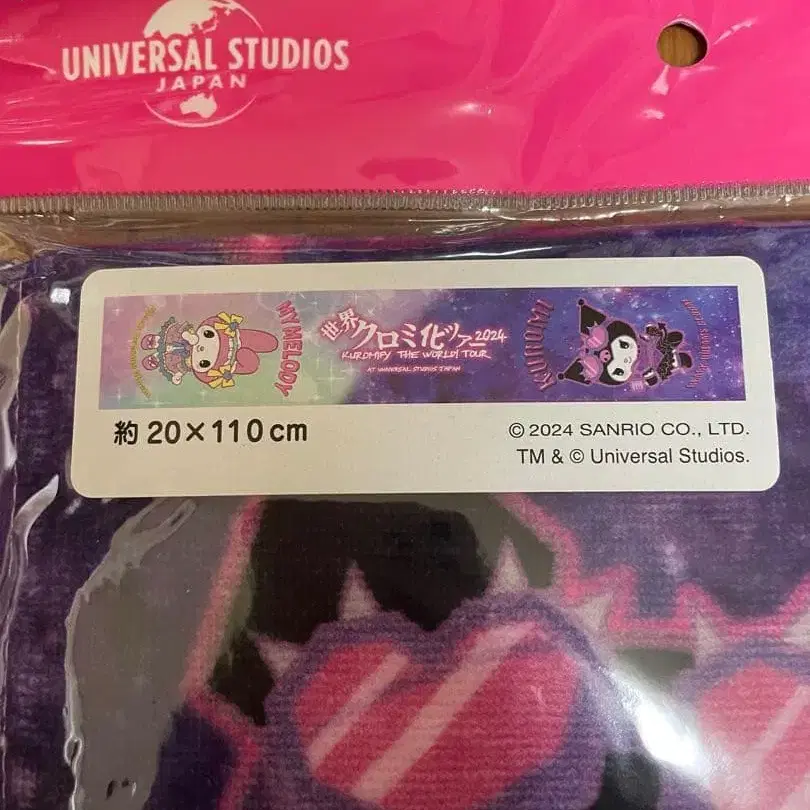 UNIVERSAL STUDIOS
JAPAN
MY MELODY
世界クロミ化ツアー2024
KUROMIFY THE WORLD! TOUR
AT UNIVERSAL STUDIOS JAPAN
KUROMI
約 20×110cm
© 2024 SANRIO CO., LTD.
TM & © Universal Studios.